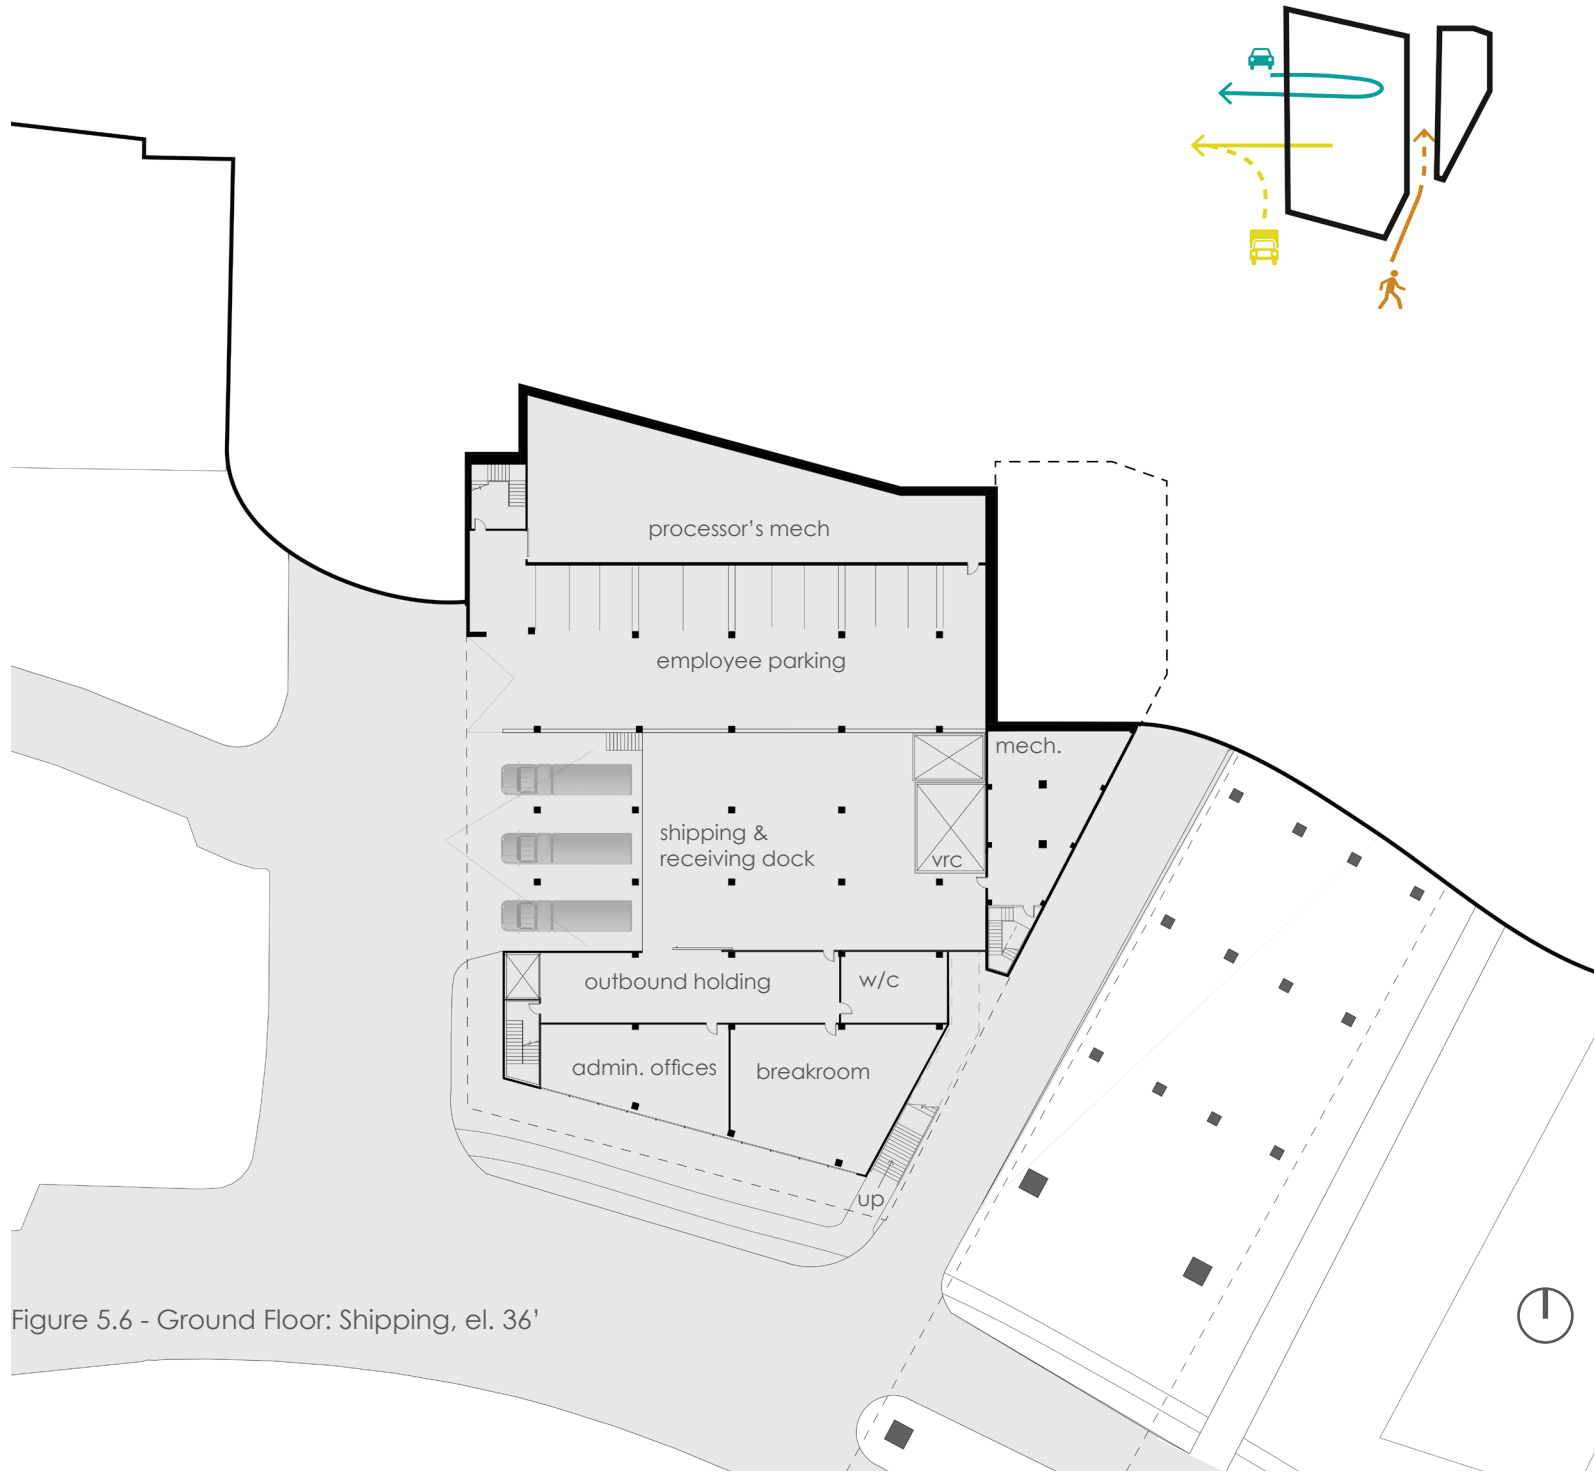 processor’s mech
employee parking
mech.
shipping &
receiving dock
vrc
outbound holding
w/c
admin. offices
breakroom
up
Figure 5.6 - Ground Floor: Shipping, el. 36’